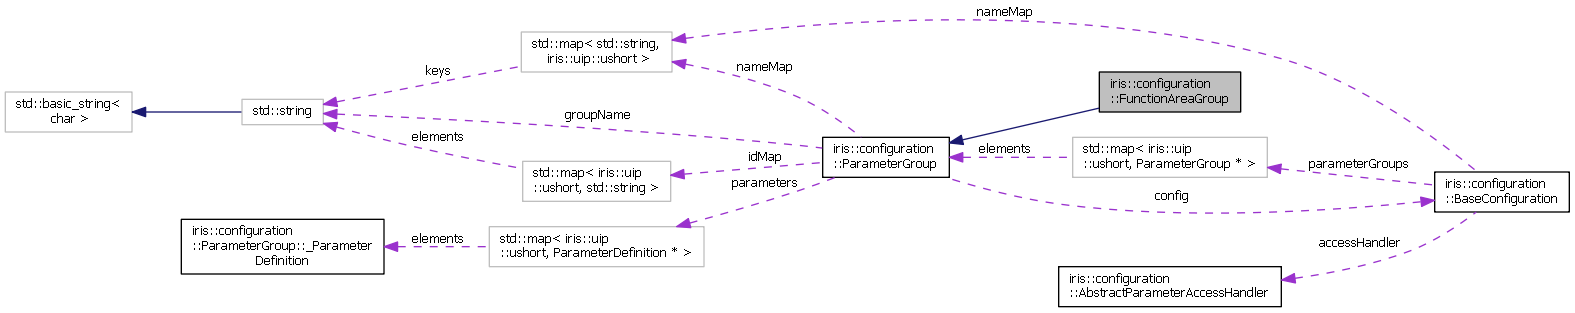 nameMap
std::map< std::string,
iris::uip::ushort >
nameMap
keys
iris::configuration
::FunctionAreaGroup
std::basic_string<
char >
std::string
groupName
elements
iris::configuration
::ParameterGroup
elements
std::map< iris::uip
::ushort, ParameterGroup * >
idMap
parameterGroups
std::map< iris::uip
::ushort, std::string >
parameters
config
iris::configuration
::BaseConfiguration
iris::configuration
::ParameterGroup::_Parameter
Definition
elements
std::map< iris::uip
::ushort, ParameterDefinition * >
accessHandler
iris::configuration
::AbstractParameterAccessHandler